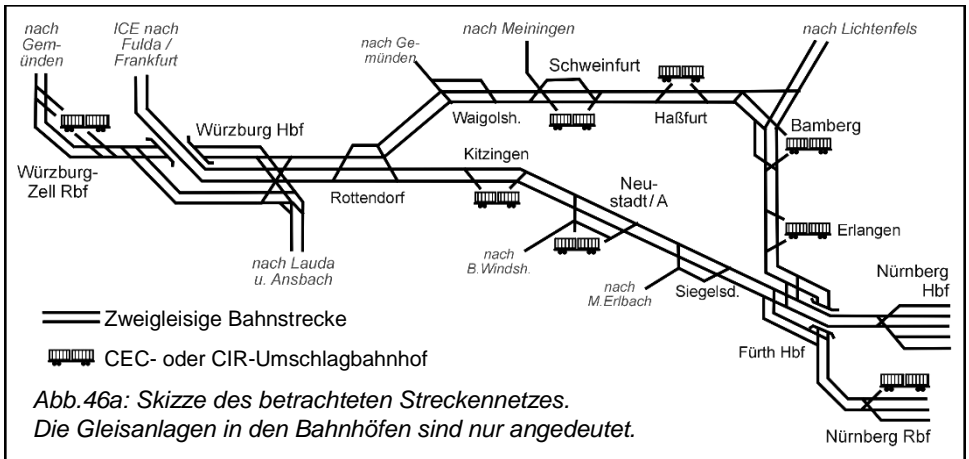 nach
Gem-
ünden
ICE nach
Fulda /
Frankfurt
nach Ge-
münden
nach Meiningen
nach Lichtenfels
Schweinfurt
Würzburg Hbf
Waigolsh.
Haßfurt
Bamberg
Würzburg-
Zell Rbf
Kitzingen
Rottendorf
Neu-
stadt/A
Erlangen
nach Lauda
u. Ansbach
nach
B.Windsh.
nach
M.Erlbach
Siegelsd.
Nürnberg
Hbf
Fürth Hbf
Zweigleisige Bahnstrecke
CEC- oder CIR-Umschlagbahnhof
Abb.46a: Skizze des betrachteten Streckennetzes.
Die Gleisanlagen in den Bahnhöfen sind nur angedeutet.
Nürnberg Rbf